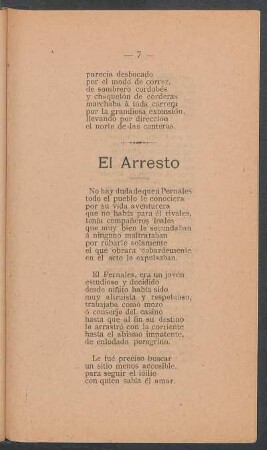 — 7 —
parecia desbocado
por el modo de correr,
de sombrero cordobés
y chaquetón de corderas
marchaba á toda carrera
por la grandiosa extensión,
llevando por direccion
el norte de las canteras.
El Arresto
No hay duda de que á Pernales
todo el pueblo le conociera
por su vida aventurera
que no había para él rivales,
tenía compañeros leales
que muy bien le secundaban
á ninguno maltrataban
por robarle solamente
el que obrara cobardemente
en el acto le expulsaban.
El Pernales, era un joven
estudioso y decidido
desde niñito había sido
muy altruista y respetuoso,
trabajaba como mozo
ó conserje del casino
hasta que al fin su destino
le arrastró con la corriente
hasta el abismo impotente,
de enlodado peregrino.
Le fué preciso buscar
un sitio menos accesible,
para seguir el idilio
con quien sabía él amar.